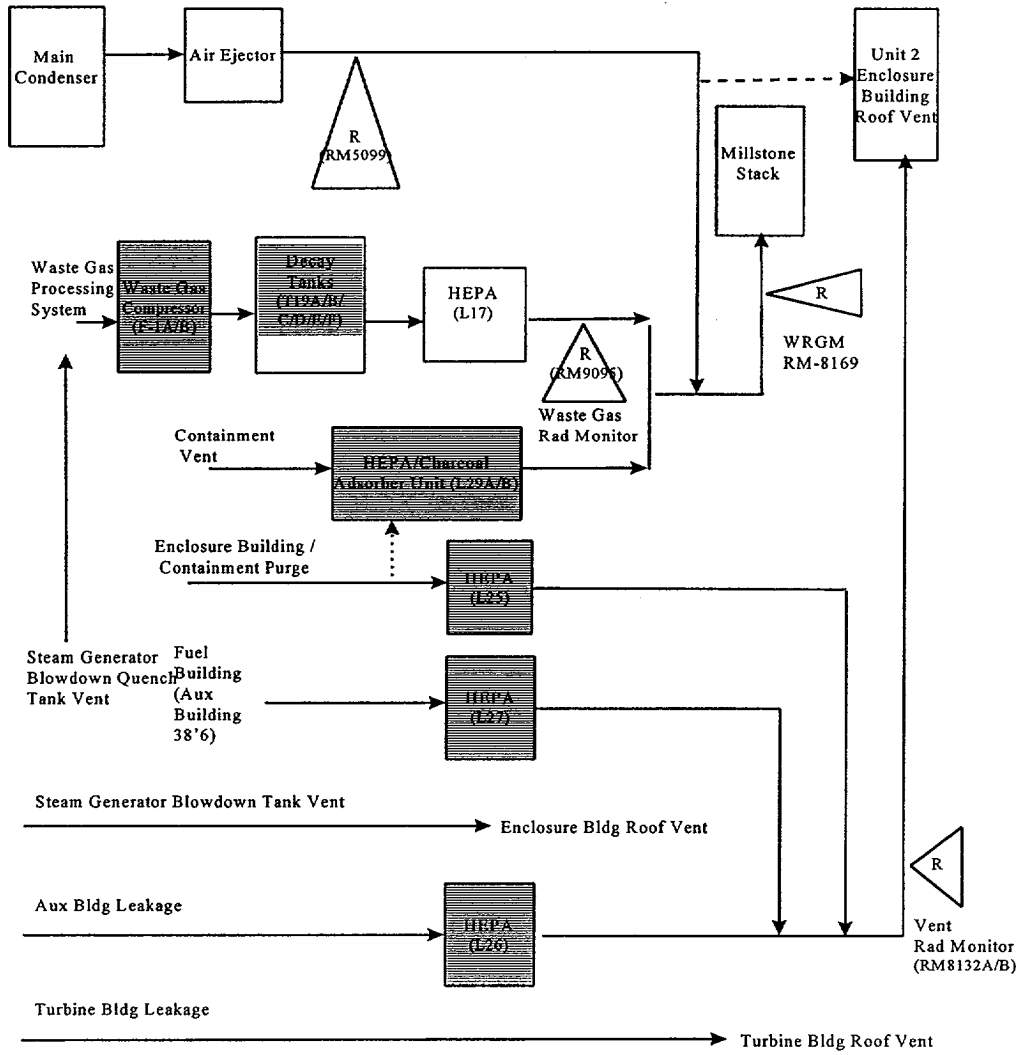 Main
Condenser
Air Ejector
Unit 2
Enclosure
Building
Roof Vent
R
(RM5099)
Millstone
Stack
Waste Gas
Processing
System
Waste Gas
Compressor
Decay
Tanks
(T19A/B/
HEPA
(L17)
R
WRGM
RM-8169
R
Waste Gas
Rad Monitor
Containment
Vent
HEPA/Charcoal
Adsorber Unit (L29A/B)
Enclosure Building /
Containment Purge
HEPA
(L25)
Steam Generator
Blowdown Quench
Tank Vent
Fuel
Building
(Aux
Building
38'6)
HEPA
(L27)
Steam Generator Blowdown Tank Vent
Enclosure Bldg Roof Vent
R
Aux Bldg Leakage
HEPA
(L26)
Vent
Rad Monitor
(RM8132A/B)
Turbine Bldg Leakage
Turbine Bldg Roof Vent